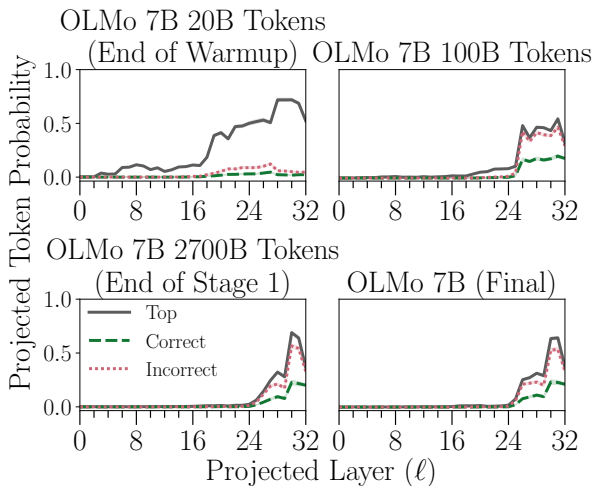 OLMo 7B 20B Tokens
(End of Warmup)
OLMo 7B 100B Tokens
1.0
0.5
0.0
0 8 16 24 32
0 8 16 24 32
OLMo 7B 2700B Tokens
(End of Stage 1)
OLMo 7B (Final)
1.0
0.5
0.0
Top
Correct
Incorrect
0 8 16 24 32
0 8 16 24 32
Projected Layer (ℓ)
Projected Token Probability